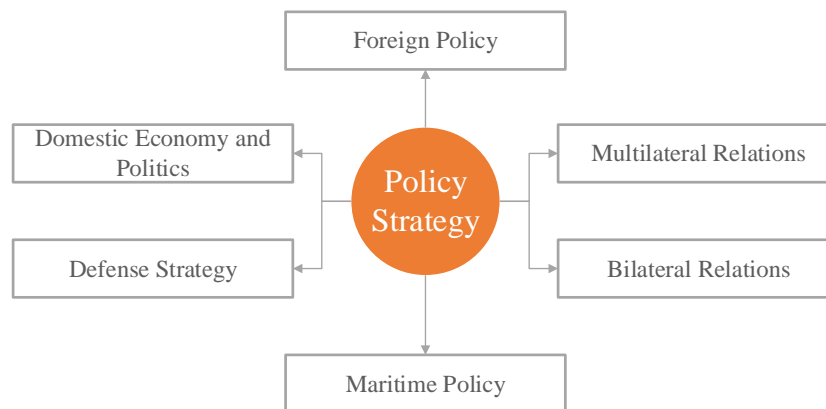 Foreign Policy
Domestic Economy and
Politics
Multilateral Relations
Policy
Strategy
Defense Strategy
Bilateral Relations
Maritime Policy